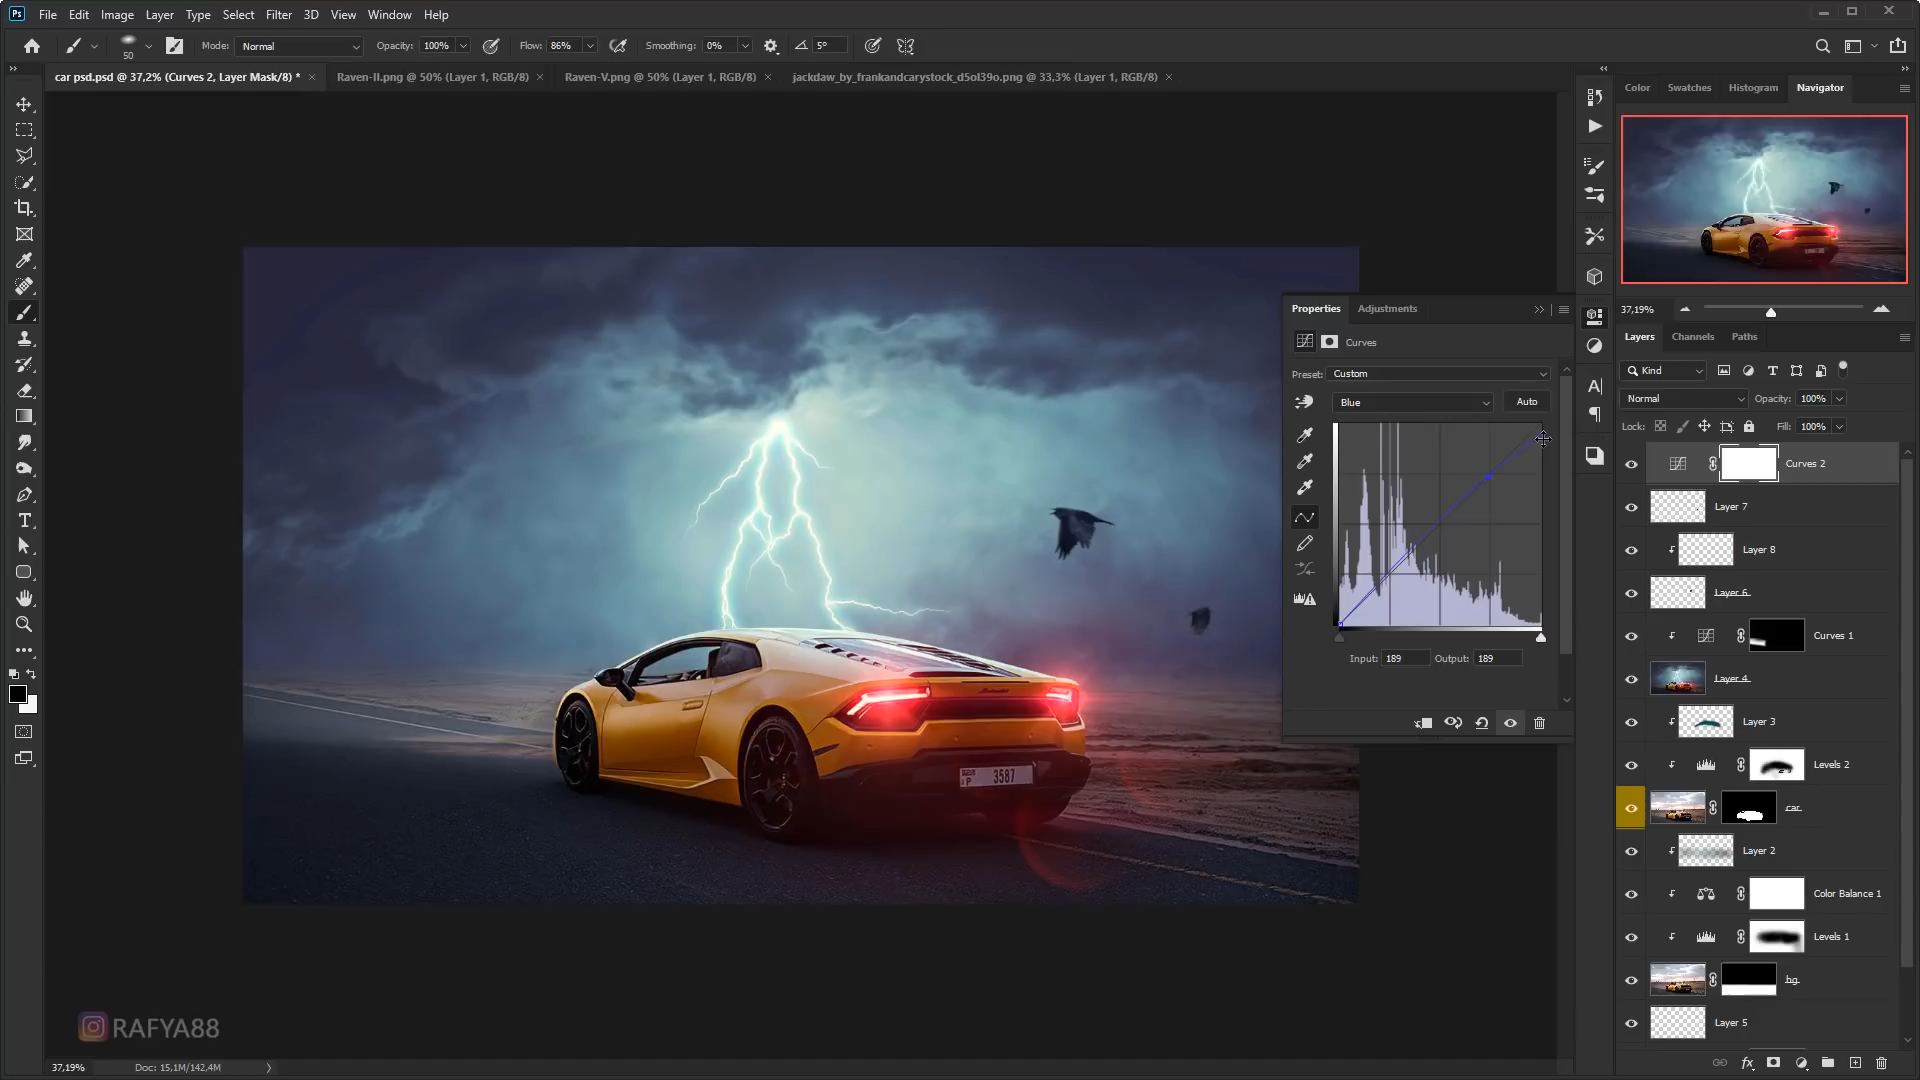 Ps File Edit Image Layer Type Select Filter 3D View Window Help
50 Mode: Normal Opacity: 100% Flow: 86% Smoothing: 0% 5°
car psd.psd @ 37,2% (Curves 2, Layer Mask/8) * Raven-II.png @ 50% (Layer 1, RGB/8) Raven-V.png @ 50% (Layer 1, RGB/8) jackdaw_by_frankandcarystock_d5ol39o.png @ 33,3% (Layer 1, RGB/8)
Color Swatches Histogram Navigator
37,19%
Layers Channels Paths
Kind
Normal Opacity: 100%
Lock: Fill: 100%
Curves 2
Layer 7
Layer 8
Layer 6
Curves 1
Layer 4
Layer 3
Levels 2
car
Layer 2
Color Balance 1
Levels 1
bg
Layer 5
Properties Adjustments
Curves
Preset: Custom
Blue Auto
Input: 189 Output: 189
P 3587
RAFYA88
37,19% Doc: 15,1M/142,4M